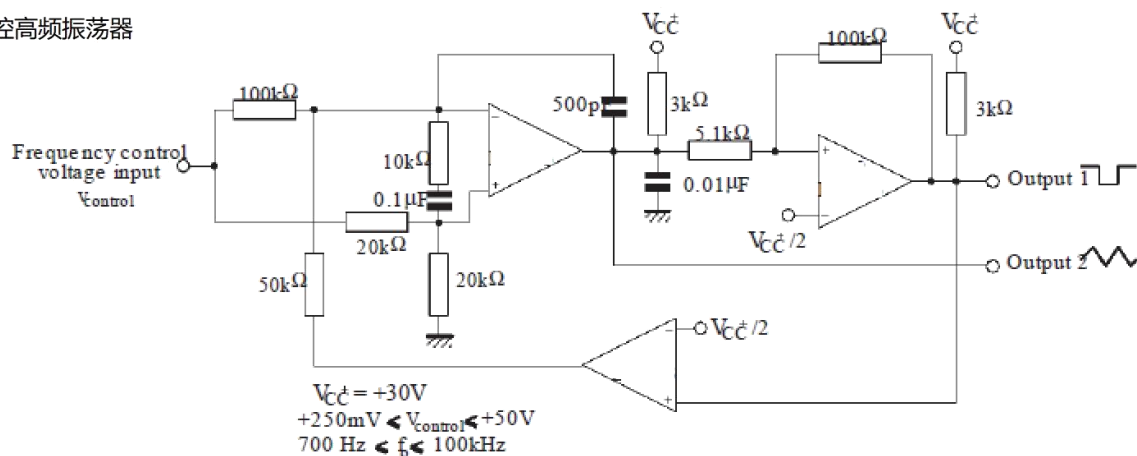 控高频振荡器
100kΩ
Frequency control
voltage input
Vcontrol
10kΩ
0.1µF
20kΩ
20kΩ
50kΩ
−
+
500pF
VCC+
3kΩ
5.1kΩ
0.01µF
100kΩ
+
−
VCC+/2
VCC+
3kΩ
Output 1
Output 2
−
VCC+/2
+
VCC+ = +30V
+250mV < Vcontrol < +50V
700 Hz < fo < 100kHz